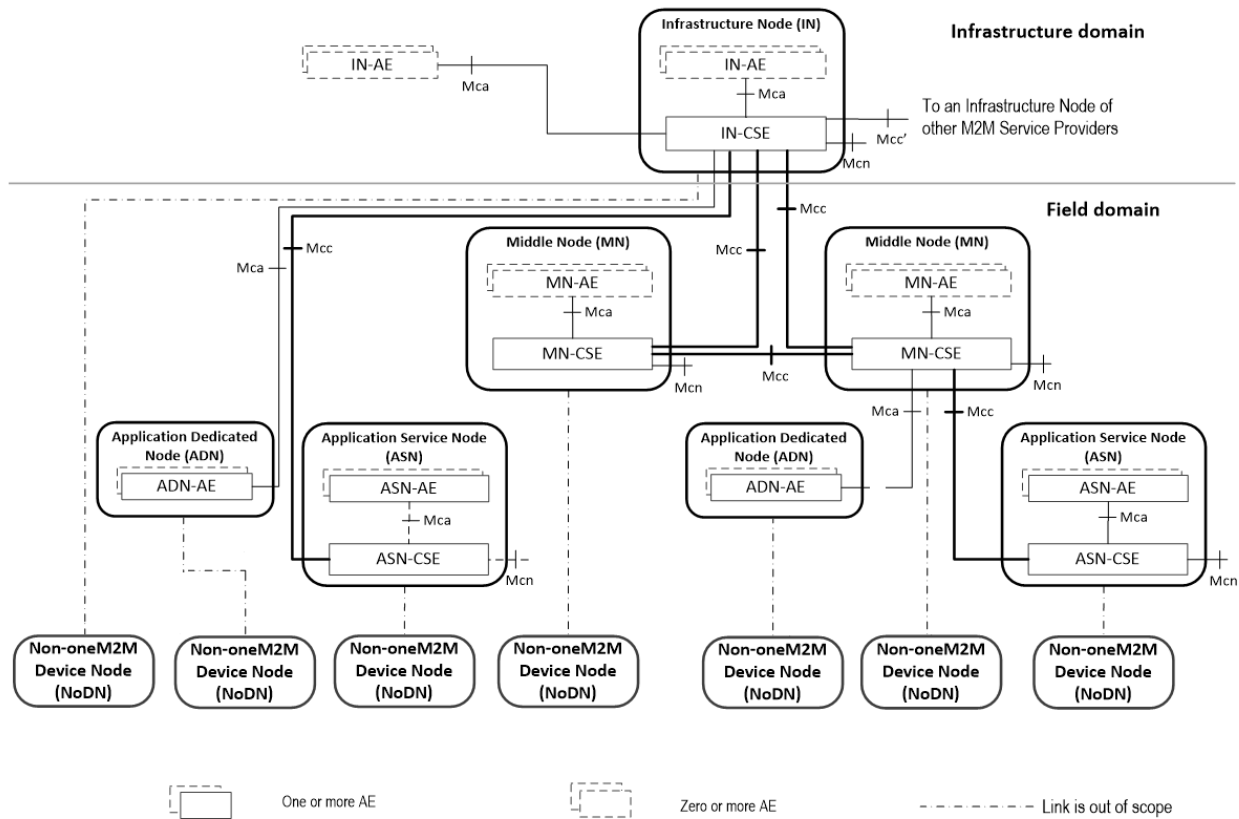 Infrastructure Node (IN)
Infrastructure domain
IN-AE
IN-AE
Mca
Mca
To an Infrastructure Node of
other M2M Service Providers
IN-CSE
Mcc'
Mcn
Field domain
Mcc
Mcc
Mcc
Mca
Middle Node (MN)
MN-AE
Mca
MN-CSE
Mcn
Mcc
Middle Node (MN)
MN-AE
Mca
MN-CSE
Mcn
Mca
Mcc
Application Dedicated
Node (ADN)
ADN-AE
Application Service Node
(ASN)
ASN-AE
Mca
ASN-CSE
Mcn
Application Dedicated
Node (ADN)
ADN-AE
Application Service Node
(ASN)
ASN-AE
Mca
ASN-CSE
Mcn
Non-oneM2M
Device Node
(NoDN)
Non-oneM2M
Device Node
(NoDN)
Non-oneM2M
Device Node
(NoDN)
Non-oneM2M
Device Node
(NoDN)
Non-oneM2M
Device Node
(NoDN)
Non-oneM2M
Device Node
(NoDN)
Non-oneM2M
Device Node
(NoDN)
One or more AE
Zero or more AE
Link is out of scope